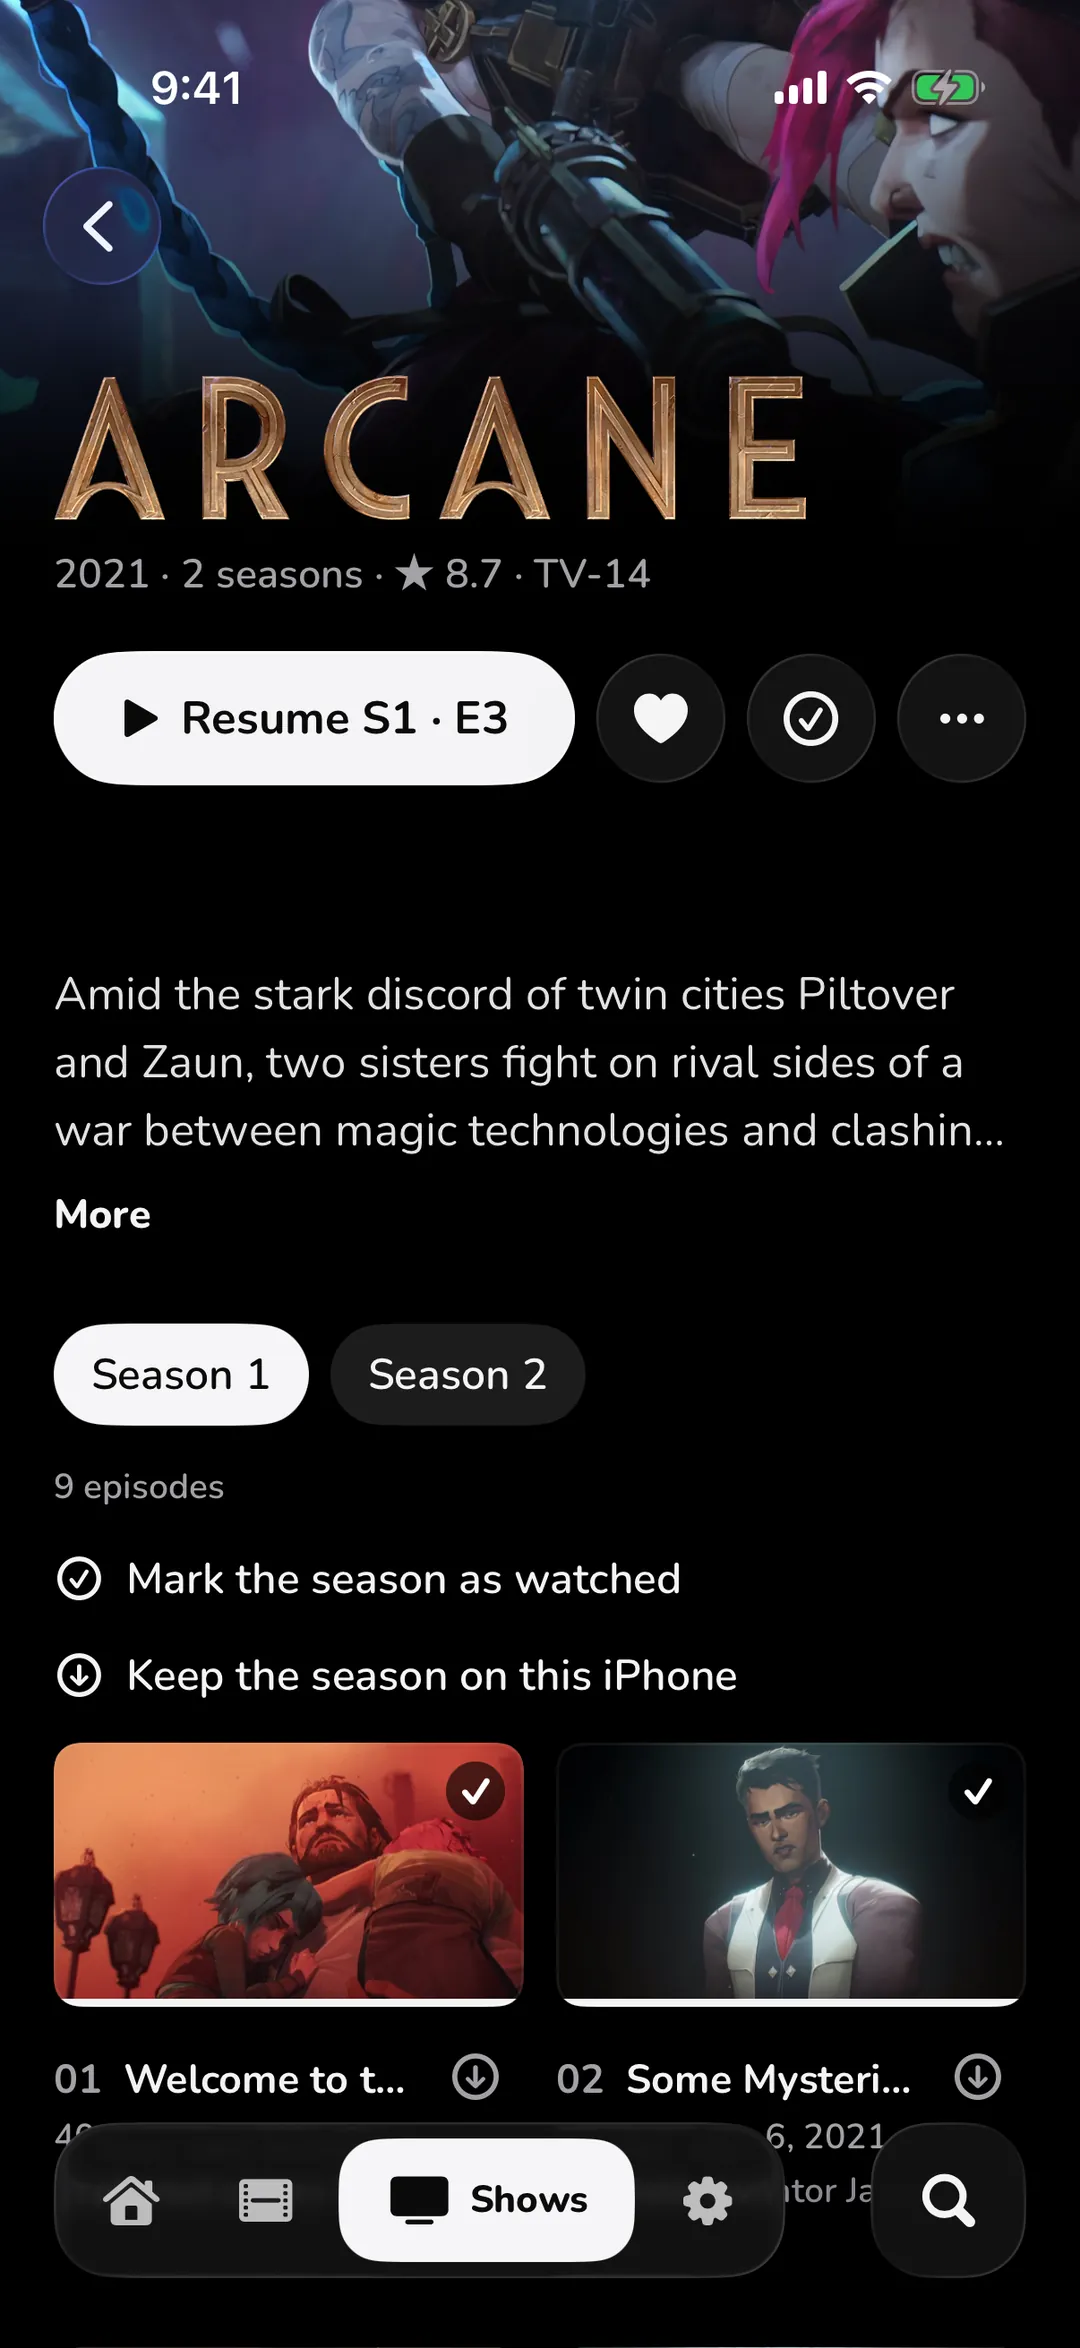 9:41
ARCANE
2021 · 2 seasons · ★ 8.7 · TV-14
Resume S1 · E3
Amid the stark discord of twin cities Piltover
and Zaun, two sisters fight on rival sides of a
war between magic technologies and clashin...
More
Season 1
Season 2
9 episodes
Mark the season as watched
Keep the season on this iPhone
01 Welcome to t...
02 Some Mysteri...
6, 2021
Shows